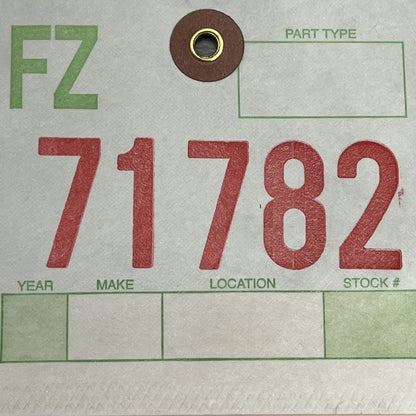 FZ
PART TYPE
71782
YEAR MAKE LOCATION STOCK #